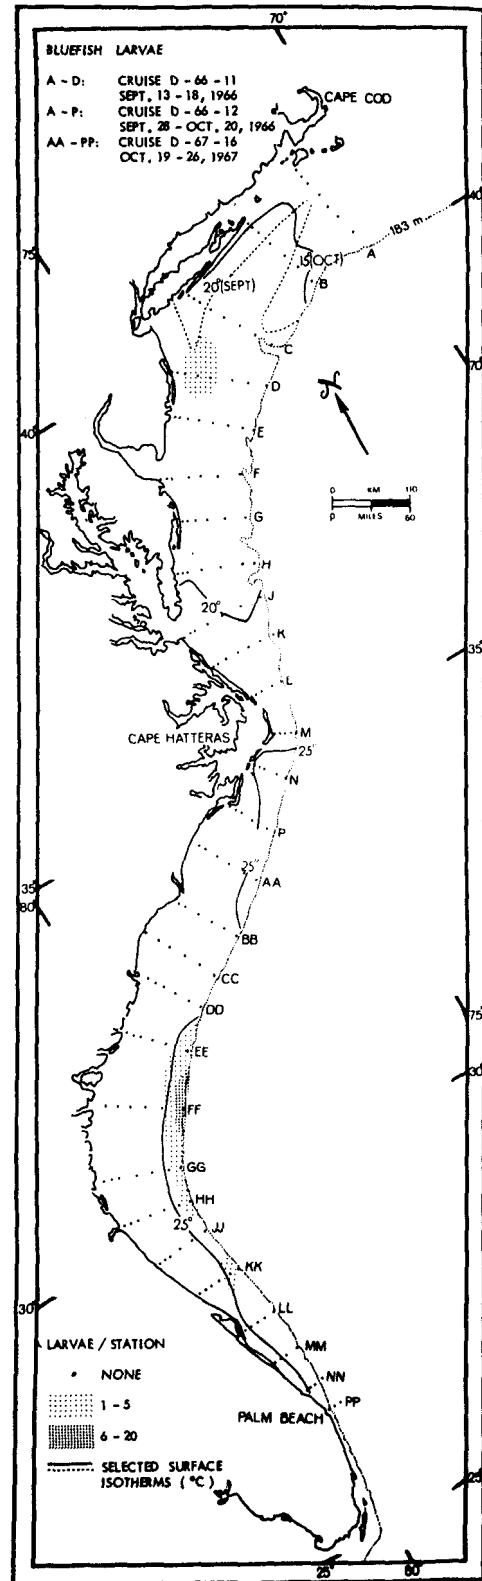 70°
BLUEFISH LARVAE
A - D: CRUISE D - 66 - 11
SEPT. 13 - 18, 1966
A - P: CRUISE D - 66 - 12
SEPT. 28 - OCT. 20, 1966
AA - PP: CRUISE D - 67 - 16
OCT. 19 - 26, 1967
CAPE COD
40°
183 m
75°
A
15°(OCT)
20°(SEPT)
B
C
70°
D
40°
E
F
0 KM 110
0 MILES 60
G
H
20°
J
K
35°
L
CAPE HATTERAS
M
25°
N
P
25°
AA
35°
80°
BB
CC
DD
75°
EE
30°
FF
GG
HH
25°
JJ
KK
30°
LL
LARVAE / STATION
MM
• NONE
NN
1 - 5
PP
PALM BEACH
6 - 20
SELECTED SURFACE
ISOTHERMS (°C)
25°
25° 80°